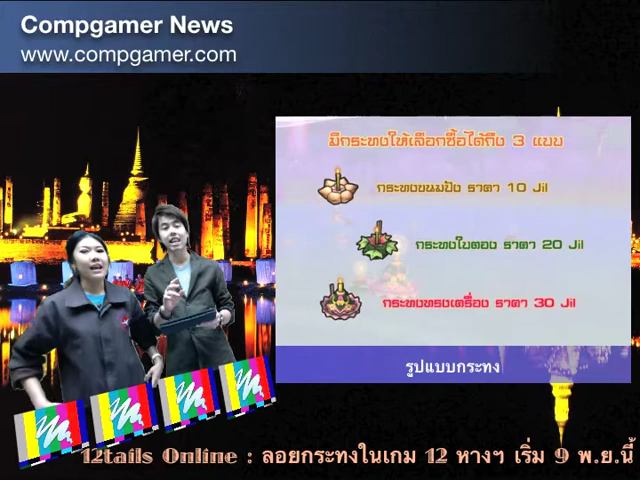 Compgamer News
www.compgamer.com
มีกระทงให้เลือกซื้อได้ถึง 3 แบบ
กระทงขนมปัง ราคา 10 Jil
กระทงใบตอง ราคา 20 Jil
กระทงทรงเครื่อง ราคา 30 Jil
รูปแบบกระทง
12tails Online : ลอยกระทงในเกม 12 หางฯ เริ่ม 9 พ.ย.นี้